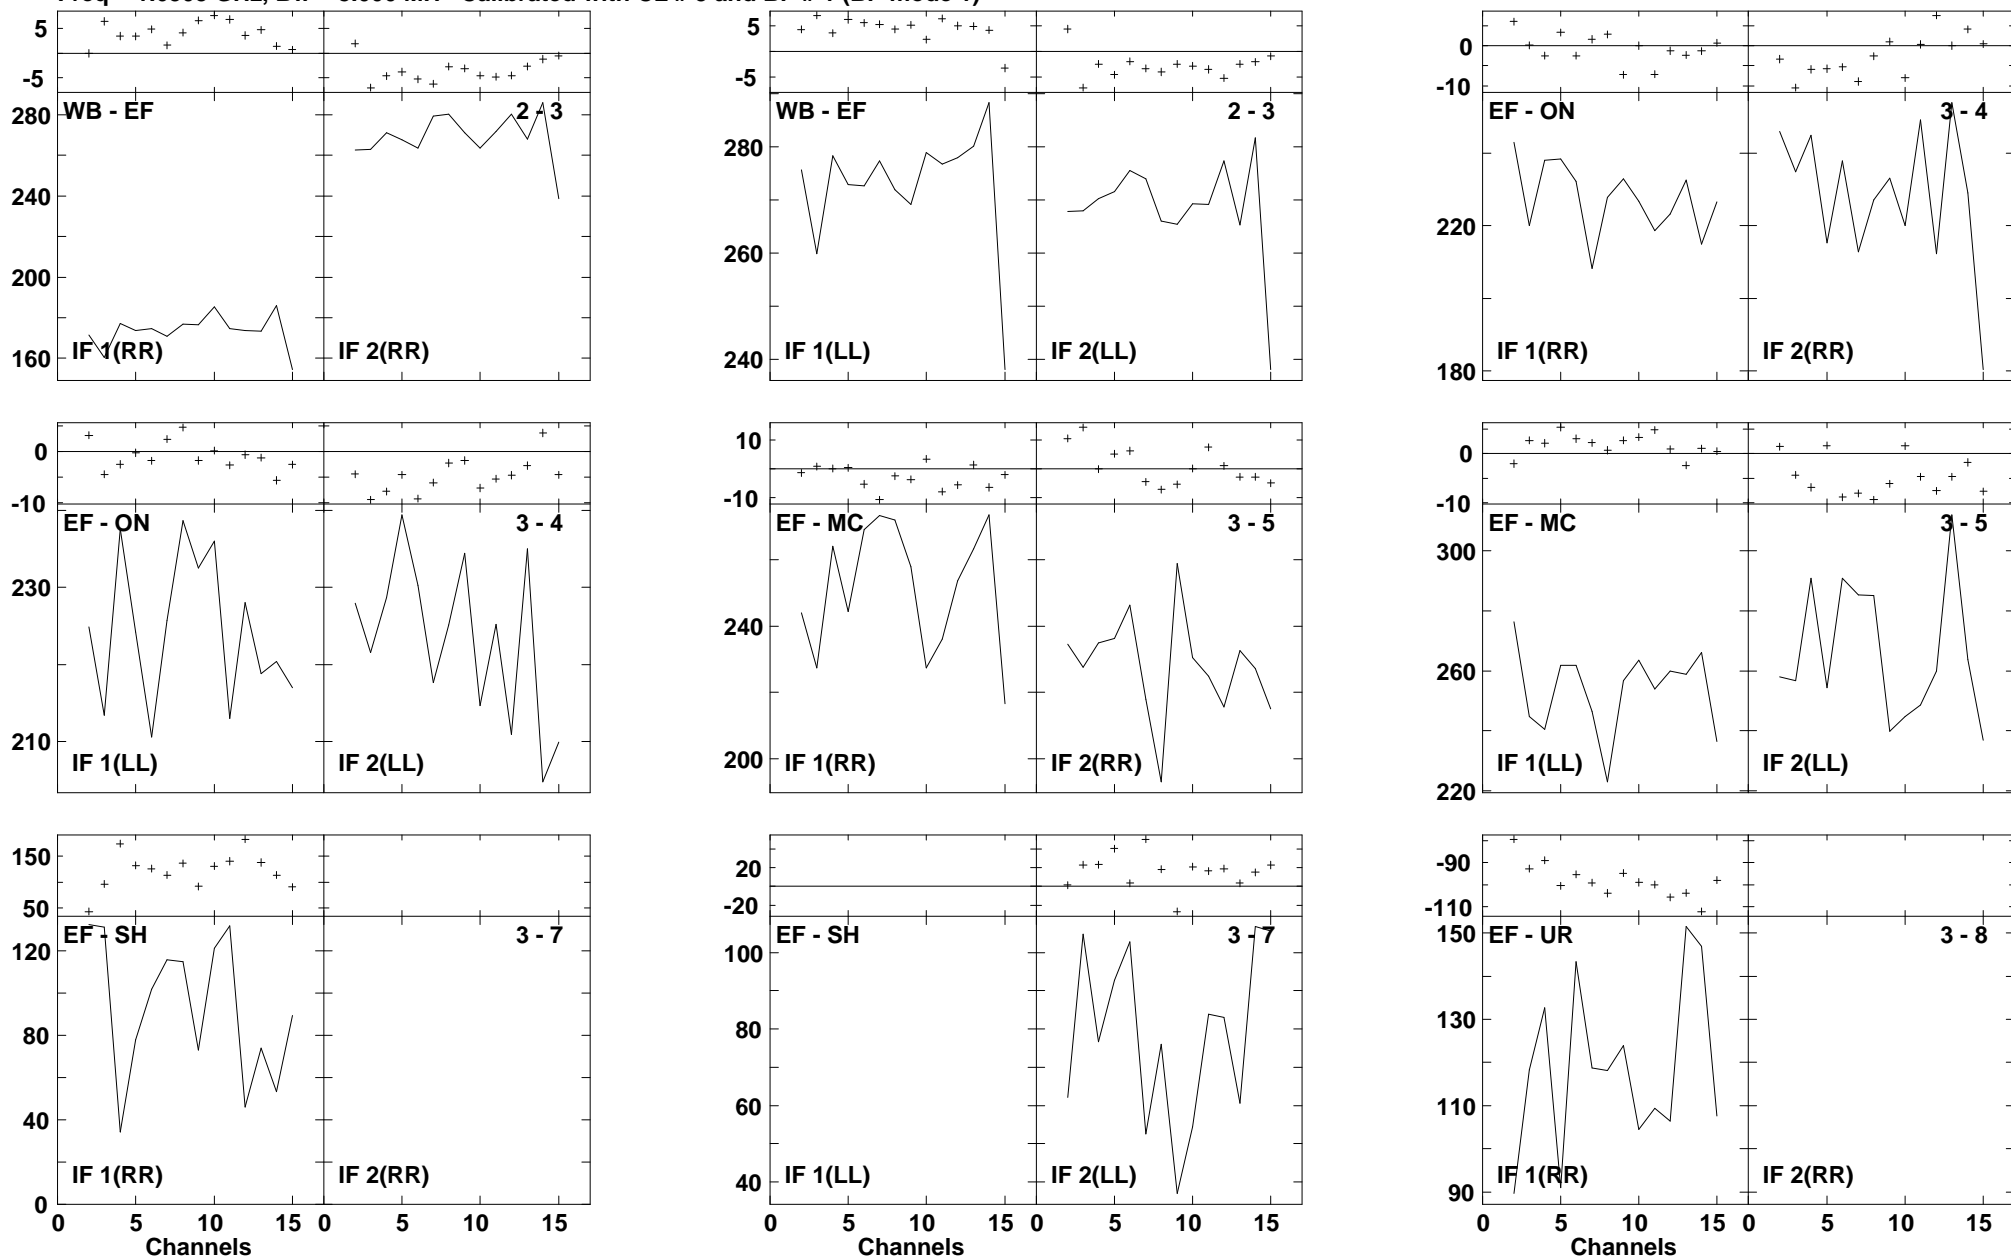 5
-5
WB - EF
2 - 3
280
240
200
160
IF 1(RR)
IF 2(RR)
5
-5
WB - EF
2 - 3
280
260
240
IF 1(LL)
IF 2(LL)
0
-10
EF - ON
3 - 4
220
180
IF 1(RR)
IF 2(RR)
0
-10
EF - ON
3 - 4
230
210
IF 1(LL)
IF 2(LL)
10
-10
EF - MC
3 - 5
240
200
IF 1(RR)
IF 2(RR)
0
-10
EF - MC
3 - 5
300
260
220
IF 1(LL)
IF 2(LL)
150
50
EF - SH
3 - 7
120
80
40
0
IF 1(RR)
IF 2(RR)
0 5 10 15 0 5 10 15
Channels
20
-20
EF - SH
3 - 7
100
80
60
40
IF 1(LL)
IF 2(LL)
0 5 10 15 0 5 10 15
Channels
-90
-110
EF - UR
3 - 8
150
130
110
90
IF 1(RR)
IF 2(RR)
0 5 10 15 0 5 10 15
Channels